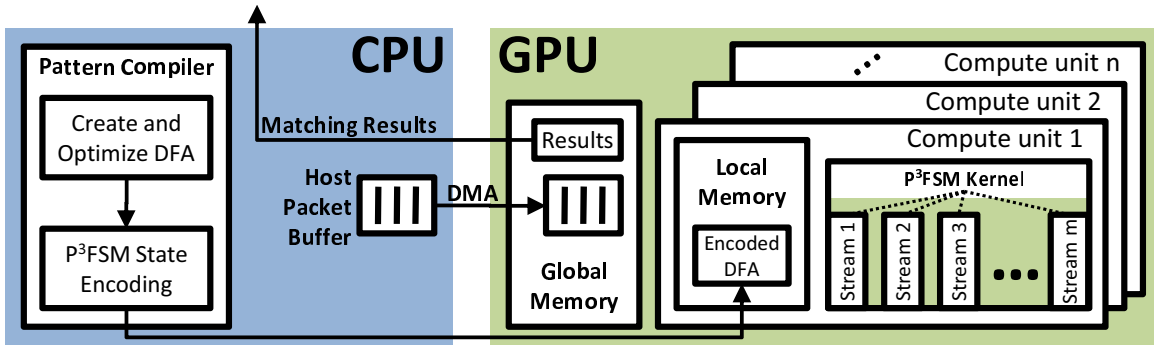 CPU
Pattern Compiler
Create and
Optimize DFA
P³FSM State
Encoding
Matching Results
Host
Packet
Buffer
DMA
GPU
Results
Global
Memory
Compute unit n
Compute unit 2
Compute unit 1
Local
Memory
Encoded
DFA
P³FSM Kernel
Stream 1
Stream 2
Stream 3
Stream m